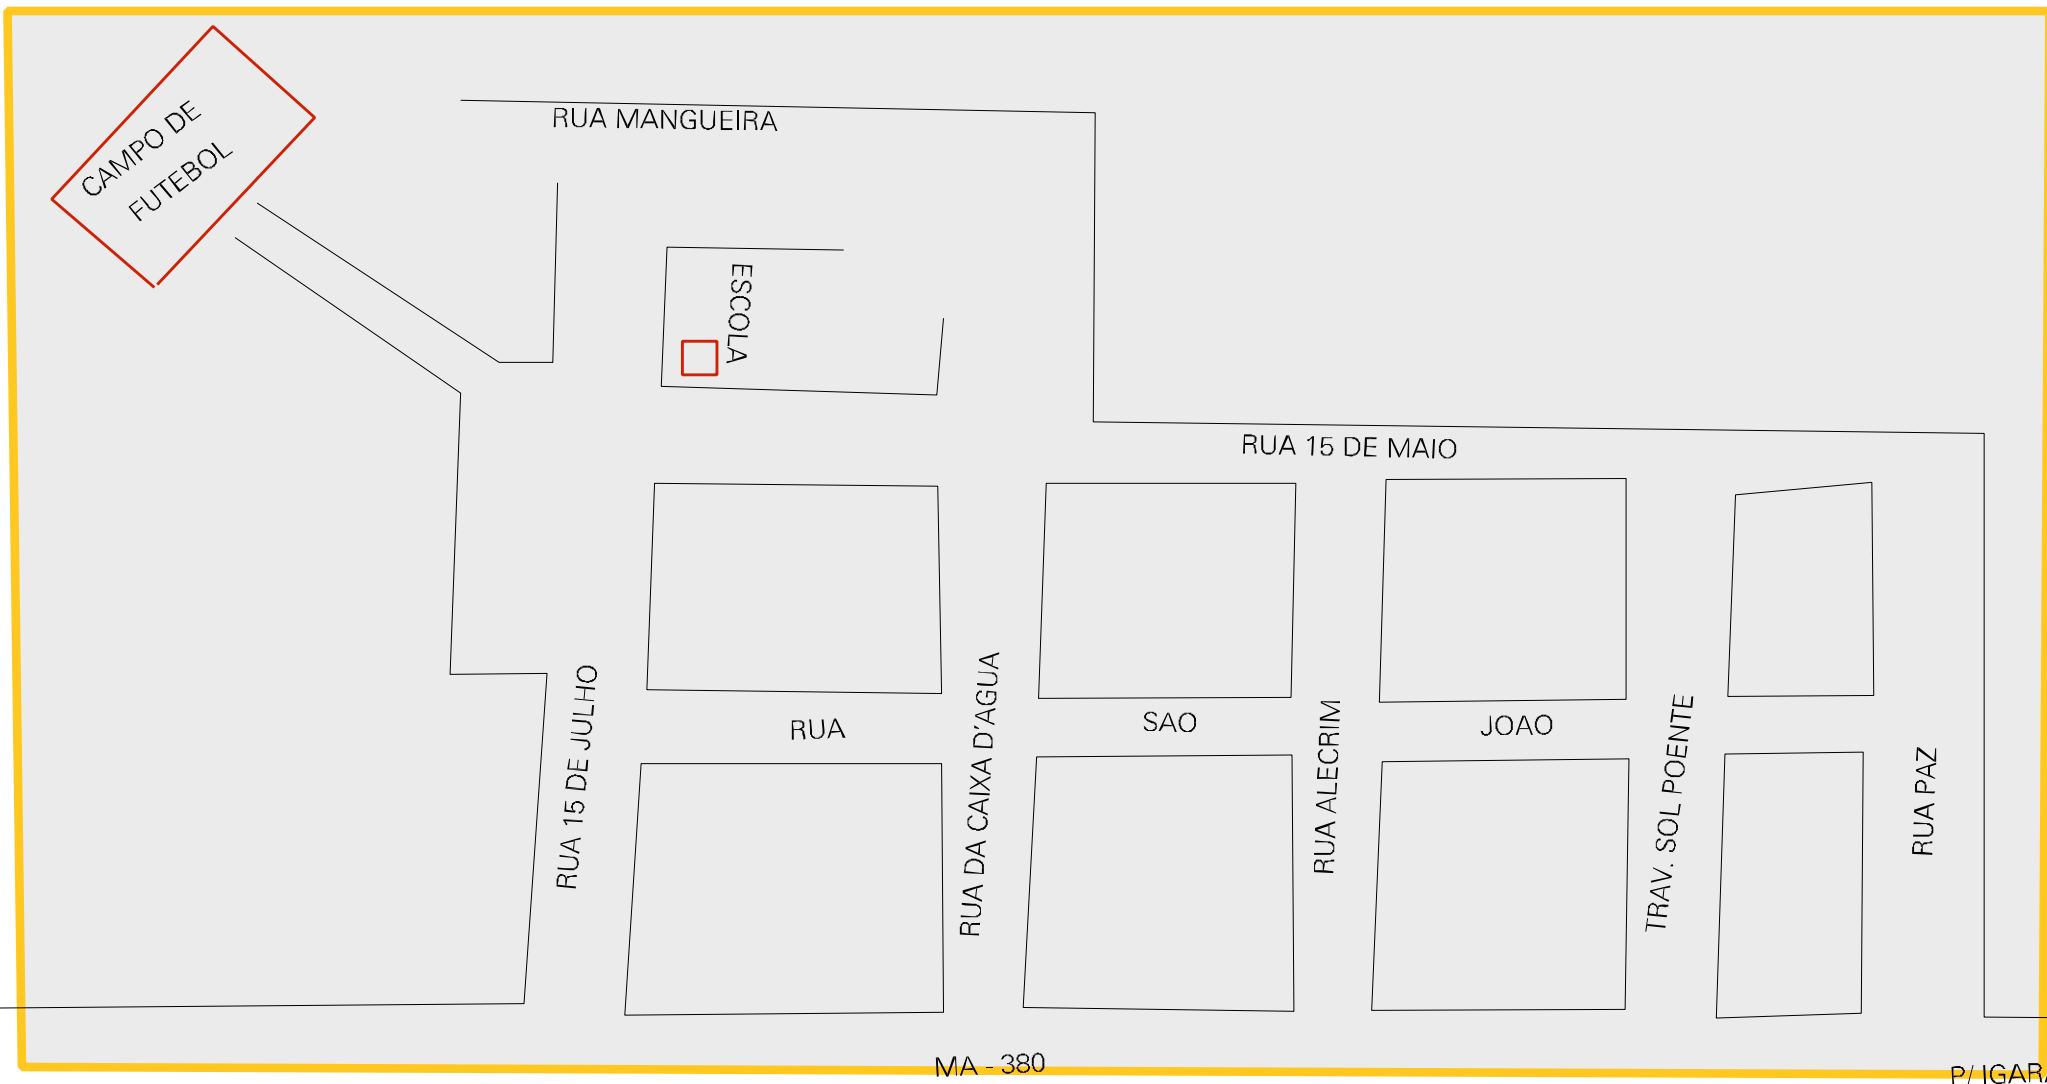 CAMPO DE
FUTEBOL
RUA MANGUEIRA
ESCOLA
RUA 15 DE MAIO
RUA 15 DE JULHO
RUA
RUA DA CAIXA D'AGUA
SAO
RUA ALECRIM
JOAO
TRAV. SOL POENTE
RUA PAZ
MA - 380
P/ IGARA